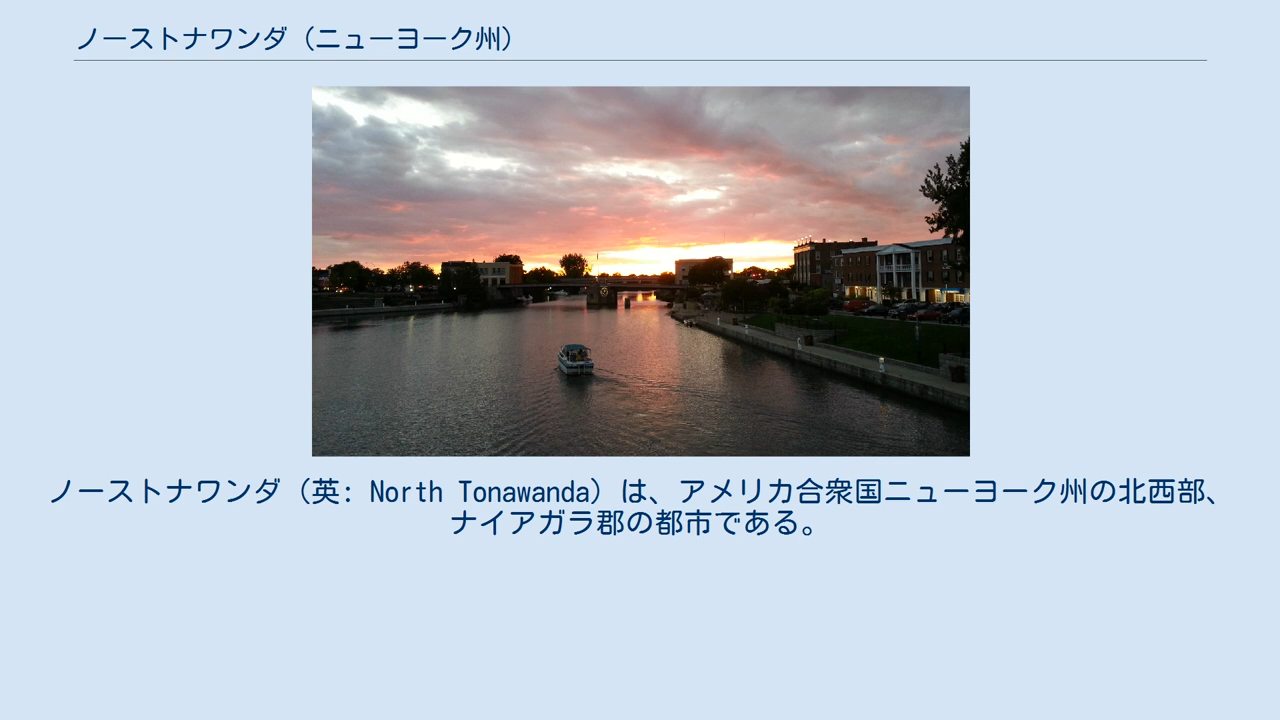 ノーストナワンダ（ニューヨーク州）
ノーストナワンダ（英: North Tonawanda）は、アメリカ合衆国ニューヨーク州の北西部、
ナイアガラ郡の都市である。